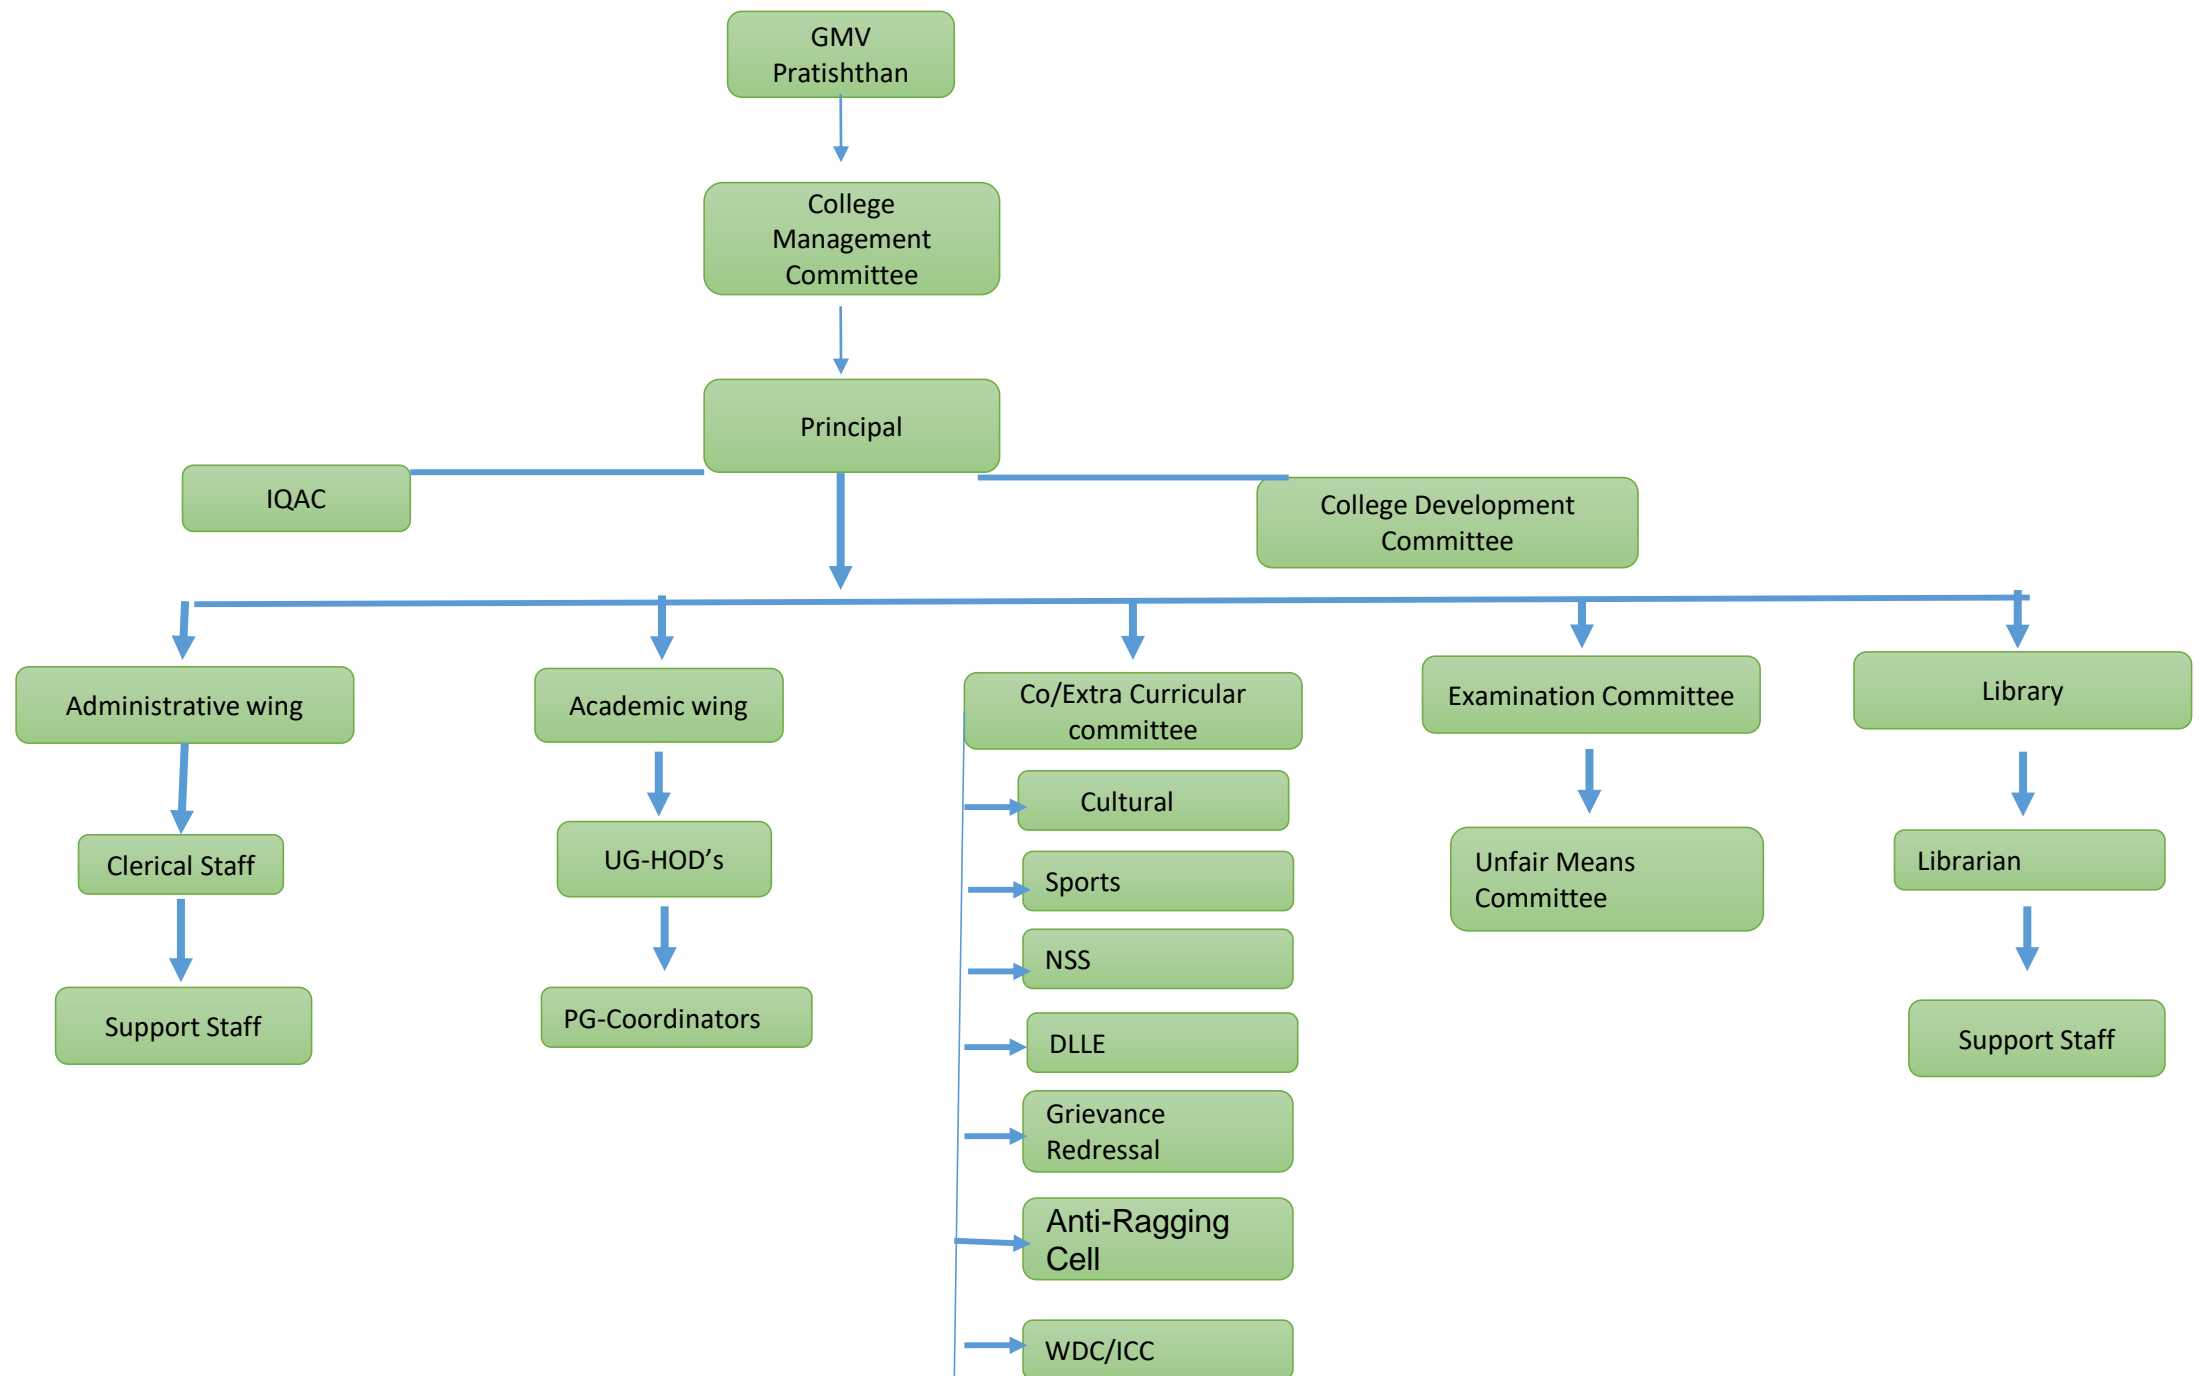 GMV
Pratishthan
College
Management
Committee
Principal
IQAC
College Development
Committee
Administrative wing
Academic wing
Co/Extra Curricular
committee
Examination Committee
Library
Cultural
Clerical Staff
UG-HOD’s
Sports
Unfair Means
Committee
Librarian
NSS
Support Staff
PG-Coordinators
DLLE
Support Staff
Grievance
Redressal
Anti-Ragging
Cell
WDC/ICC